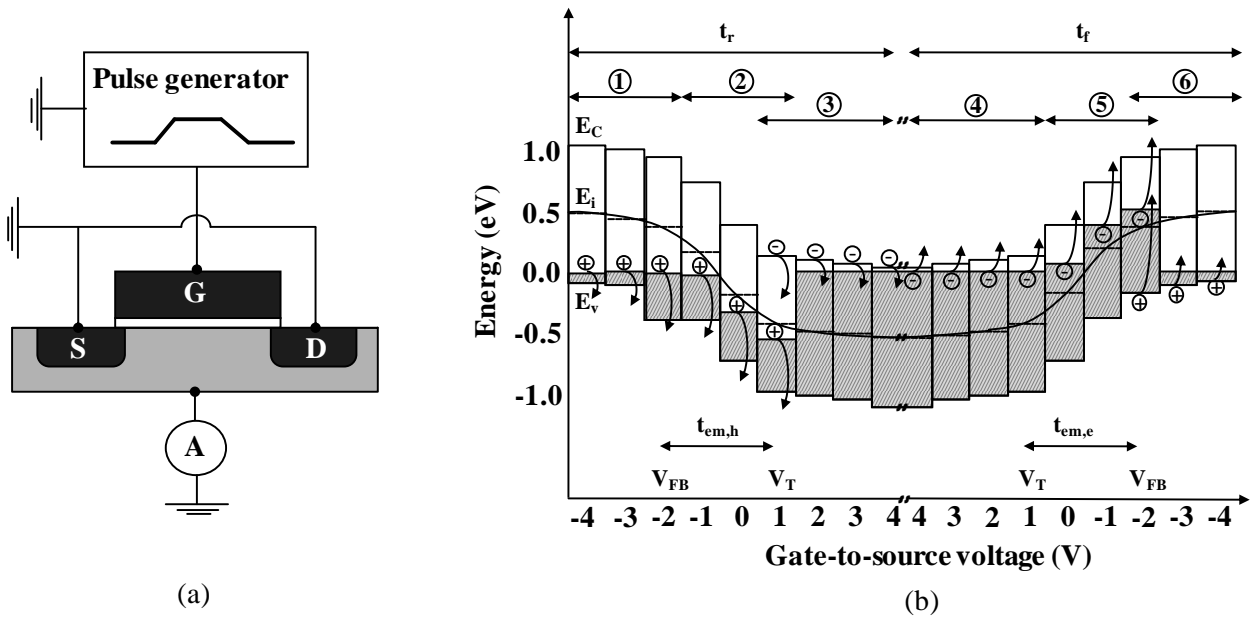 Pulse generator
G
S
D
A
(a)
t_r
t_f
①
②
③
④
⑤
⑥
E_C
E_i
E_v
Energy (eV)
1.0
0.5
0.0
-0.5
-1.0
t_em,h
t_em,e
V_FB
V_T
V_T
V_FB
-4 -3 -2 -1 0 1 2 3 4 4 3 2 1 0 -1 -2 -3 -4
Gate-to-source voltage (V)
(b)